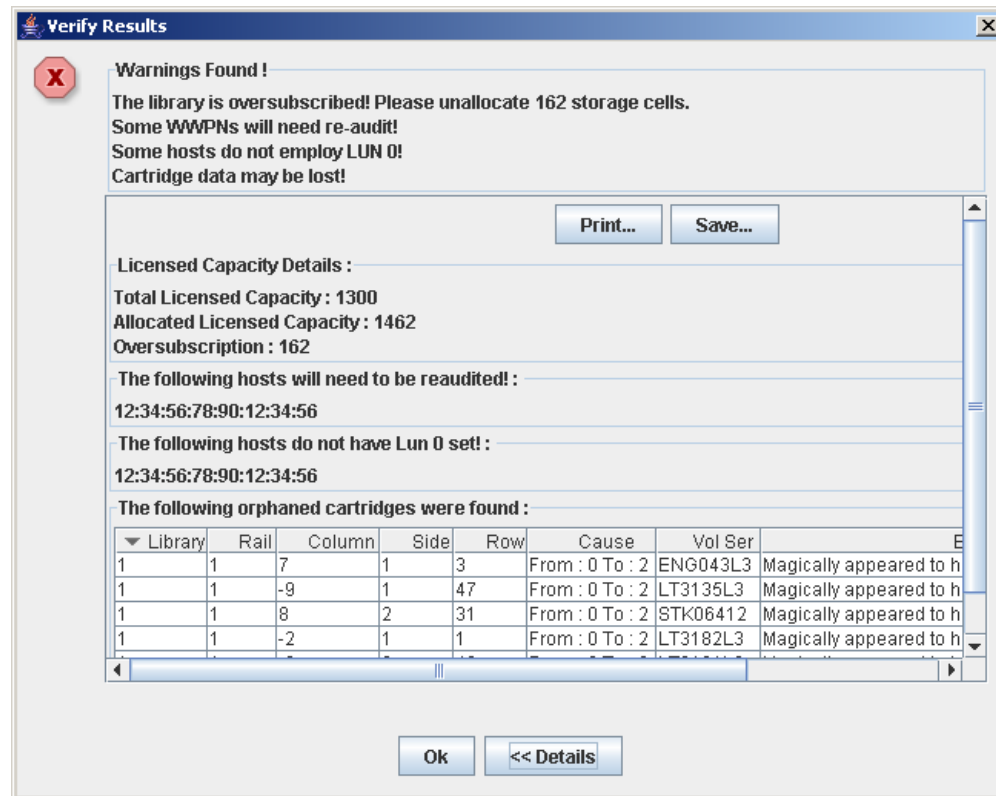 Verify Results
Warnings Found !
The library is oversubscribed! Please unallocate 162 storage cells.
Some WWPNs will need re-audit!
Some hosts do not employ LUN 0!
Cartridge data may be lost!
Print... Save...
Licensed Capacity Details :
Total Licensed Capacity : 1300
Allocated Licensed Capacity : 1462
Oversubscription : 162
The following hosts will need to be reaudited! :
12:34:56:78:90:12:34:56
The following hosts do not have Lun 0 set! :
12:34:56:78:90:12:34:56
The following orphaned cartridges were found :
Library Rail Column Side Row Cause Vol Ser E
1 1 7 1 3 From : 0 To : 2 ENG043L3 Magically appeared to h
1 1 -9 1 47 From : 0 To : 2 LT3135L3 Magically appeared to h
1 1 8 2 31 From : 0 To : 2 STK06412 Magically appeared to h
1 1 -2 1 1 From : 0 To : 2 LT3182L3 Magically appeared to h
Ok << Details